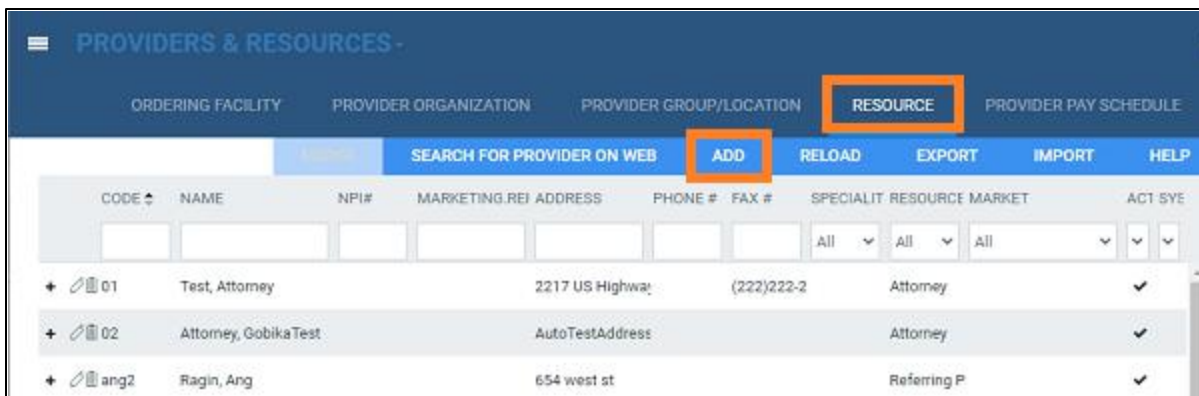 PROVIDERS & RESOURCES
ORDERING FACILITY PROVIDER ORGANIZATION PROVIDER GROUP/LOCATION RESOURCE PROVIDER PAY SCHEDULE
SEARCH FOR PROVIDER ON WEB ADD RELOAD EXPORT IMPORT HELP
CODE NAME NPI# MARKETING REI ADDRESS PHONE # FAX # SPECIALIT RESOURCE MARKET ACT SYS
All All All
01 Test, Attorney 2217 US Highway (222)222-2 Attorney
02 Attorney, GobikaTest AutoTestAddress Attorney
ang2 Ragin, Ang 654 west st Referring P